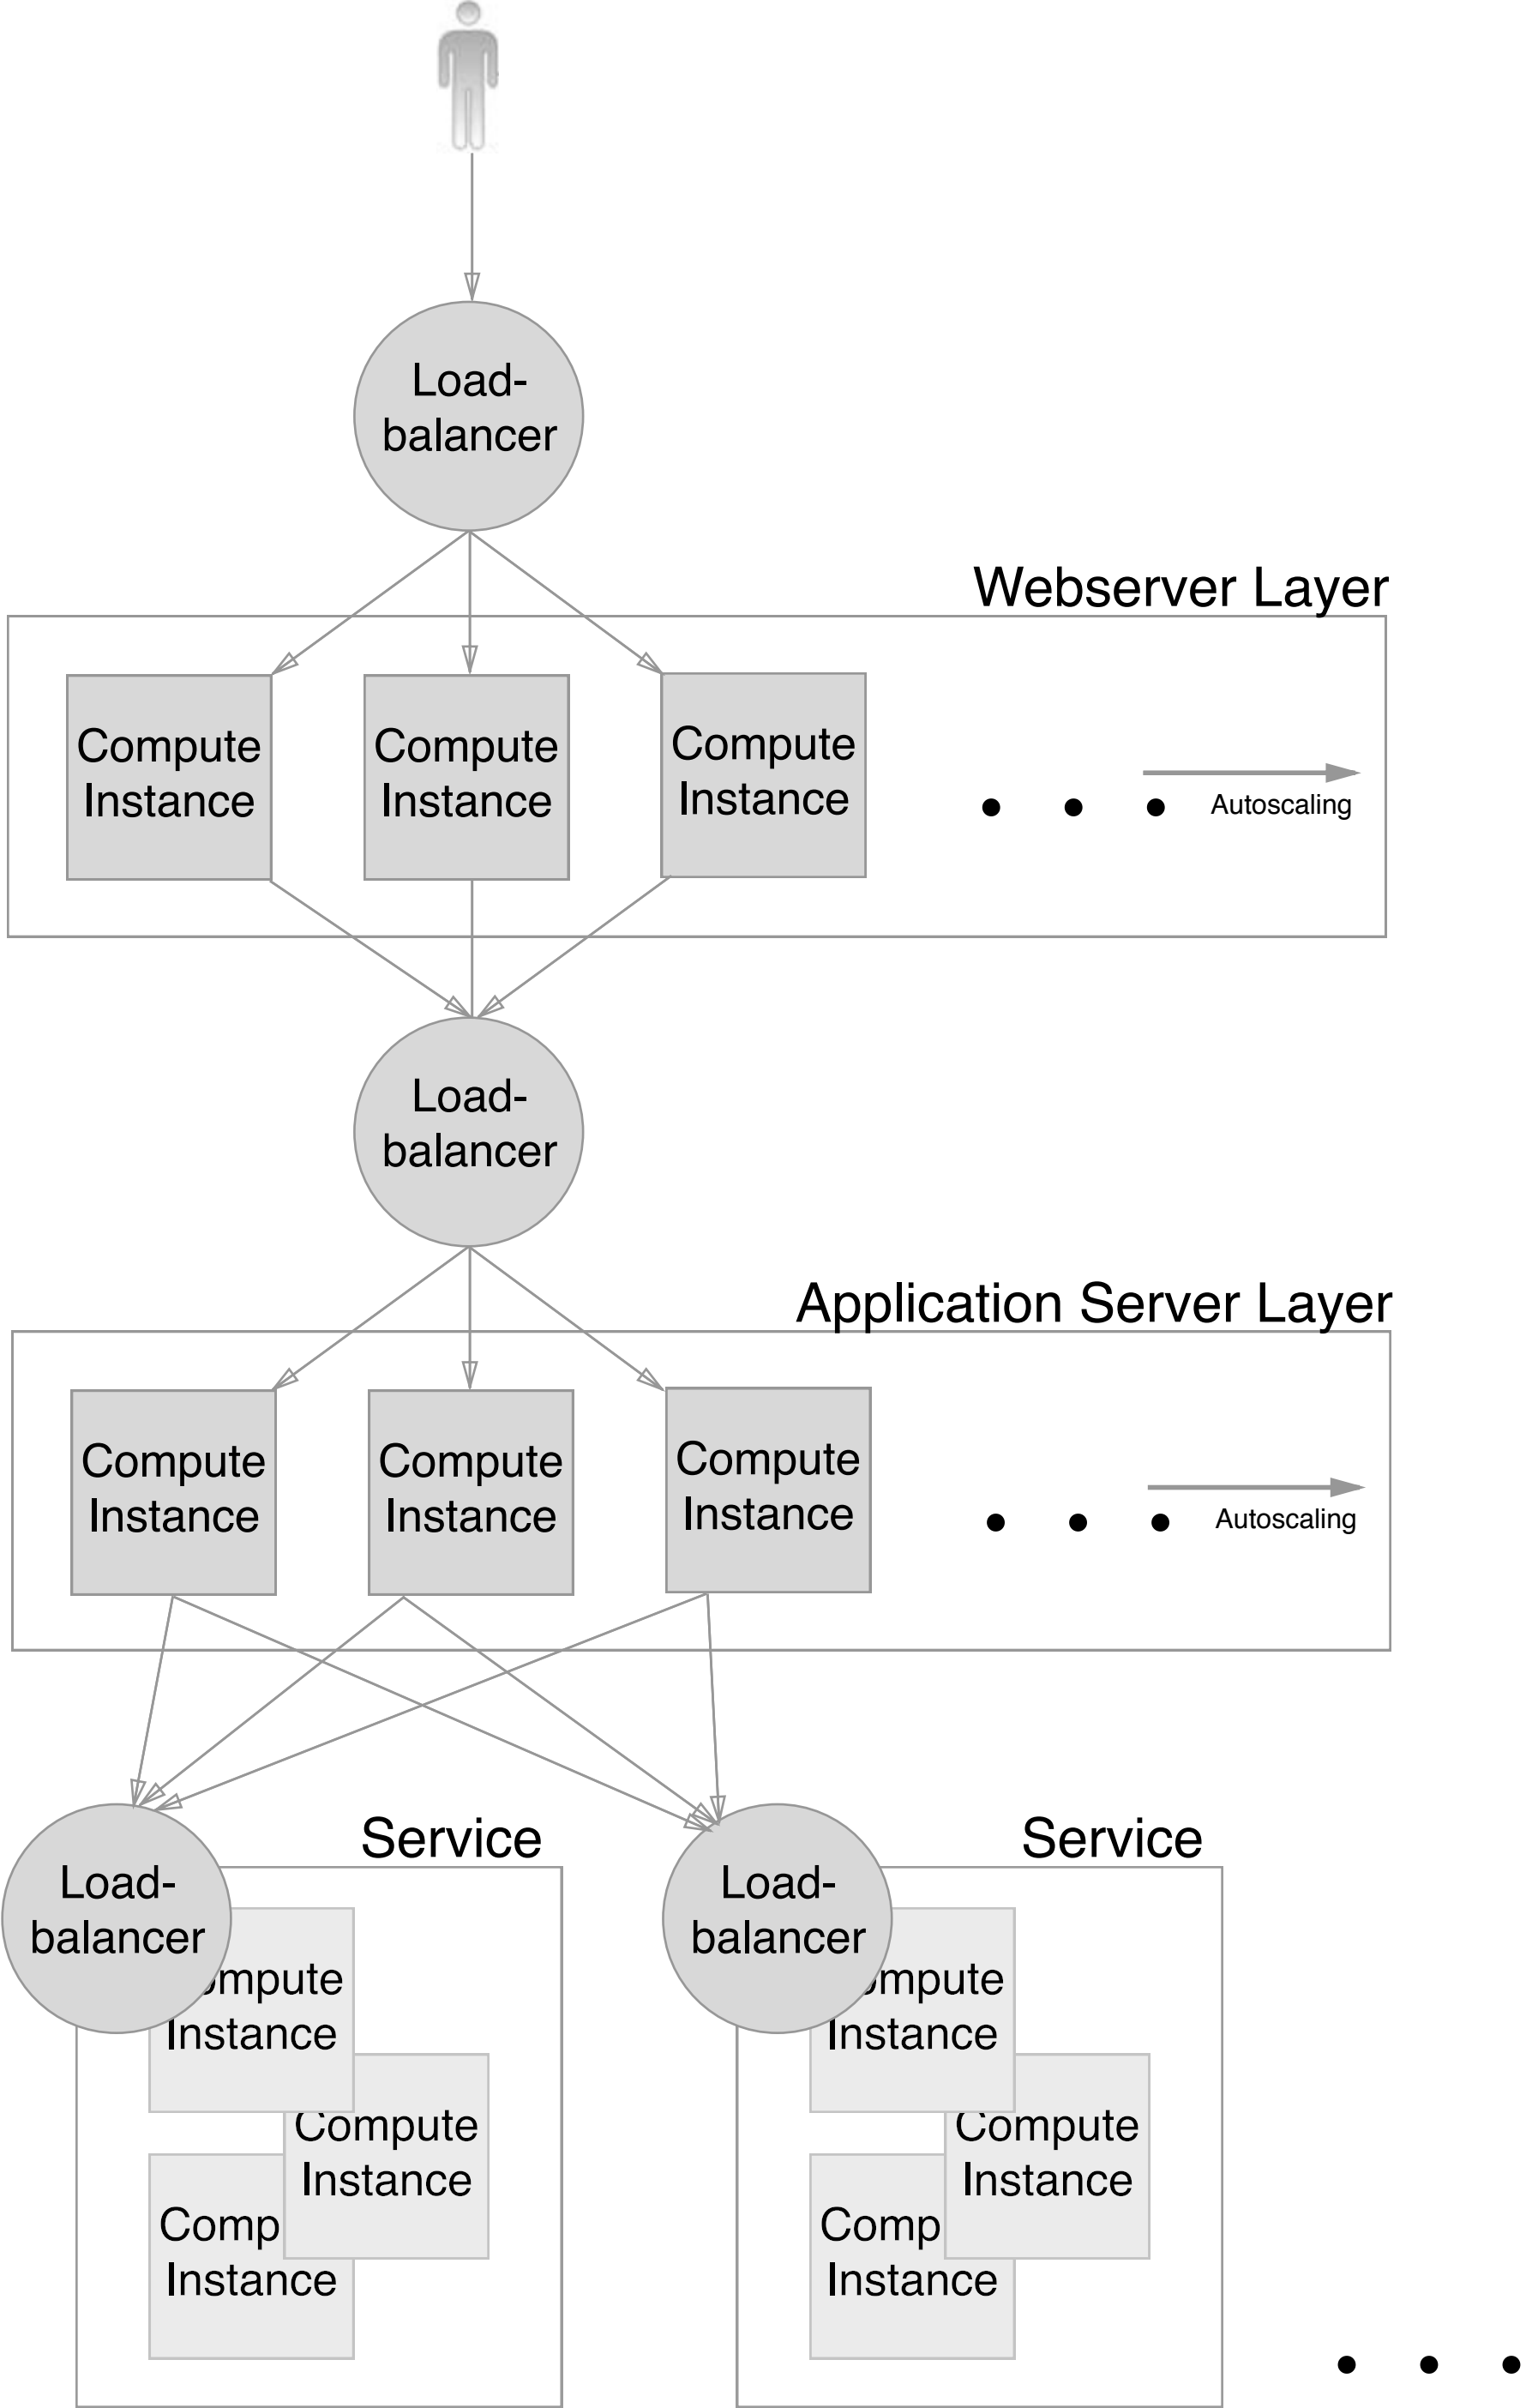 Load-
balancer
Webserver Layer
Compute
Instance
Compute
Instance
Compute
Instance
Autoscaling
Load-
balancer
Application Server Layer
Compute
Instance
Compute
Instance
Compute
Instance
Autoscaling
Service
Load-
balancer
ompute
Instance
Compute
Instance
Comp
Instance
Service
Load-
balancer
ompute
Instance
Compute
Instance
Comp
Instance